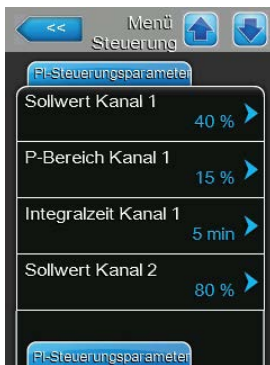 <<
Menü
Steuerung
PI-Steuerungsparameter
Sollwert Kanal 1
40 %
P-Bereich Kanal 1
15 %
Integralzeit Kanal 1
5 min
Sollwert Kanal 2
80 %
PI-Steuerungsparameter